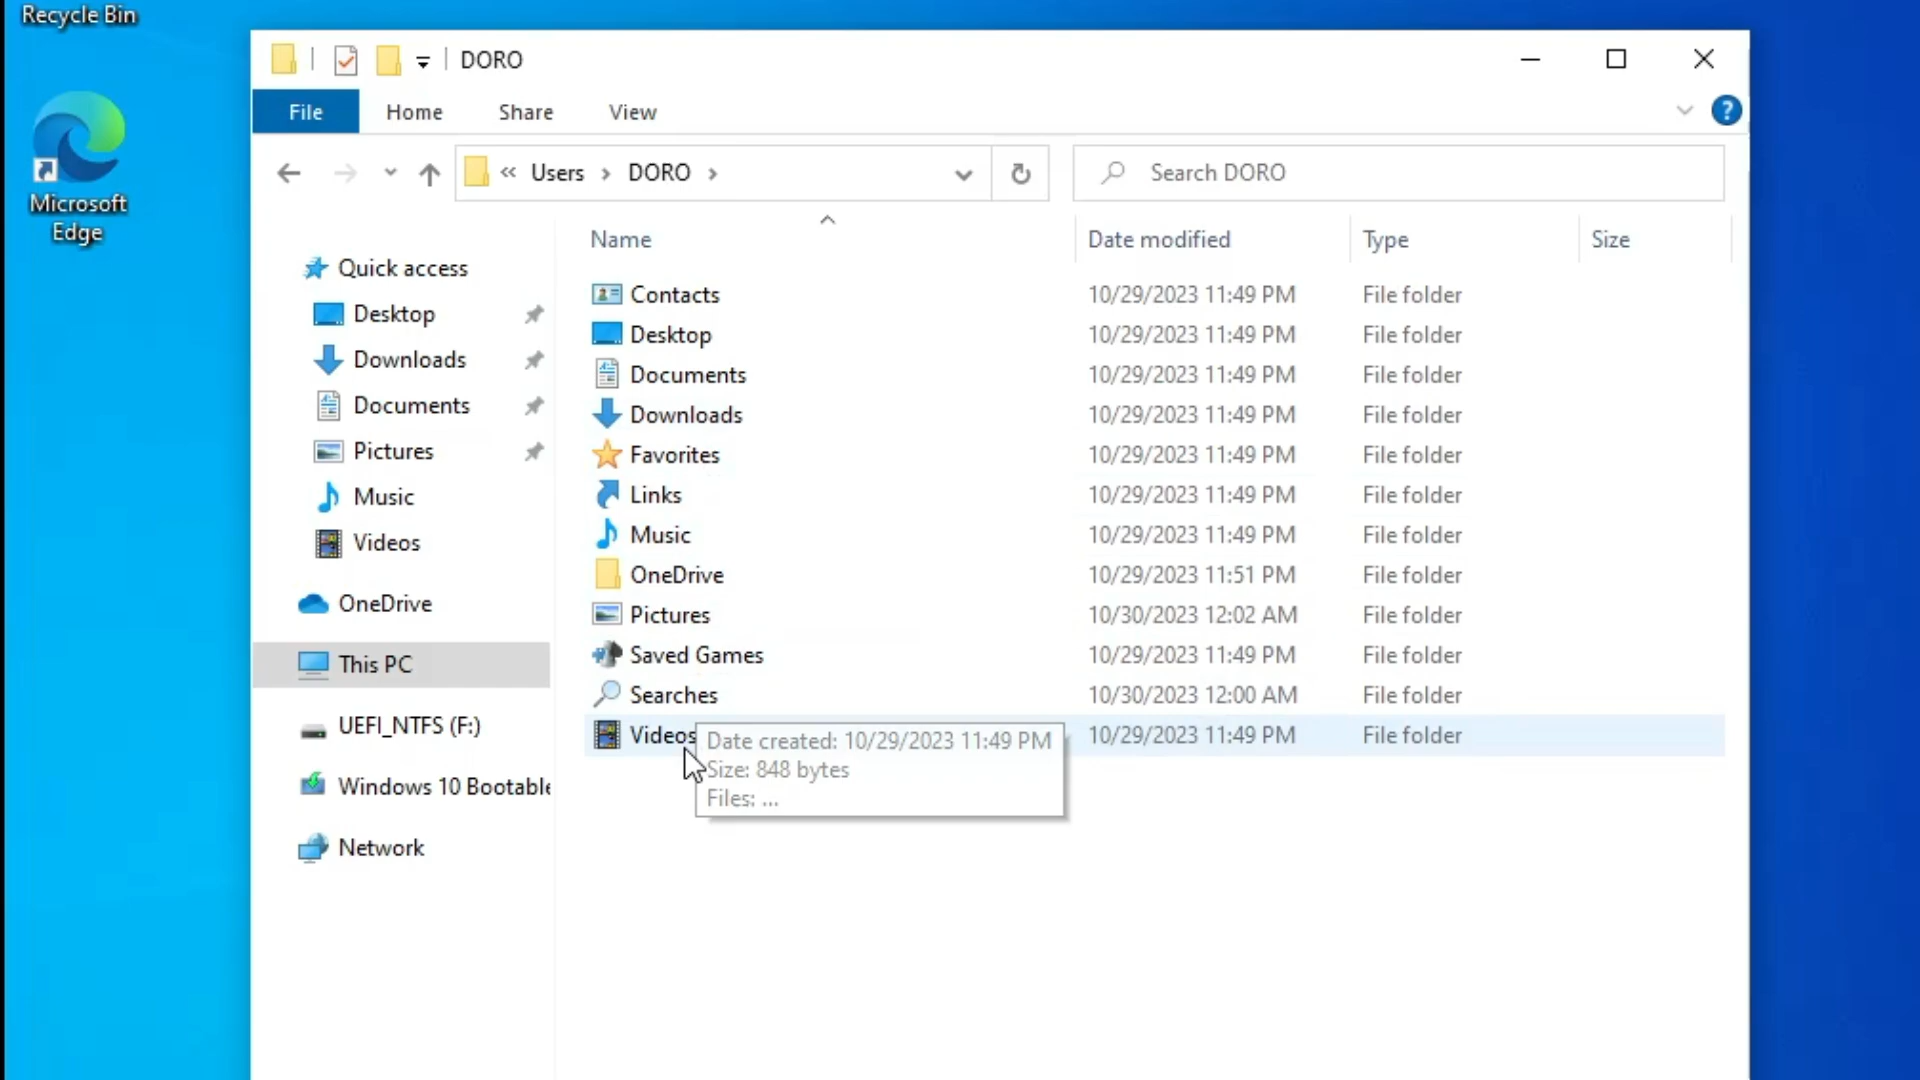 Recycle Bin
Microsoft
Edge
DORO
File Home Share View
?
« Users > DORO >
Search DORO
Name Date modified Type Size
Quick access
Desktop
Downloads
Documents
Pictures
Music
Videos
OneDrive
This PC
UEFI_NTFS (F:)
Windows 10 Bootable
Network
Contacts 10/29/2023 11:49 PM File folder
Desktop 10/29/2023 11:49 PM File folder
Documents 10/29/2023 11:49 PM File folder
Downloads 10/29/2023 11:49 PM File folder
Favorites 10/29/2023 11:49 PM File folder
Links 10/29/2023 11:49 PM File folder
Music 10/29/2023 11:49 PM File folder
OneDrive 10/29/2023 11:51 PM File folder
Pictures 10/30/2023 12:02 AM File folder
Saved Games 10/29/2023 11:49 PM File folder
Searches 10/30/2023 12:00 AM File folder
Videos 10/29/2023 11:49 PM File folder
Date created: 10/29/2023 11:49 PM
Size: 848 bytes
Files: ...